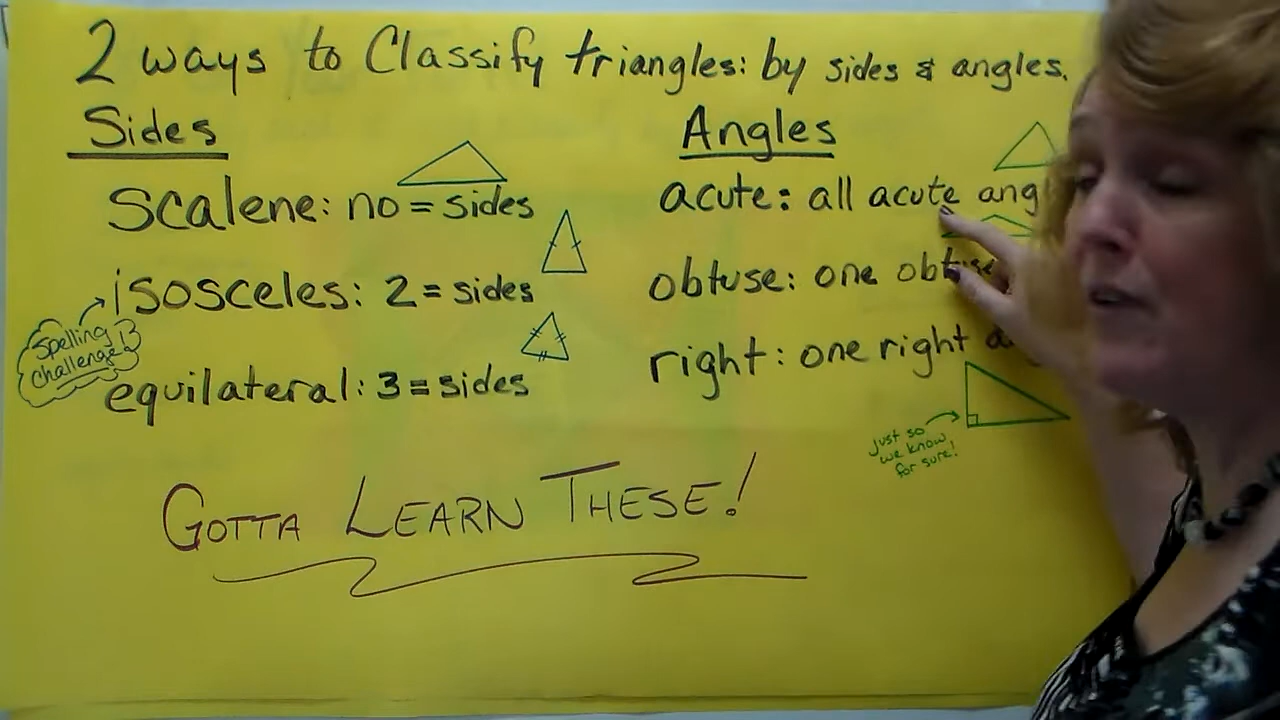 2 ways to Classify triangles: by sides & angles.
Sides
scalene: no = sides
isosceles: 2 = sides
Spelling
challenge!
equilateral: 3 = sides
Angles
acute: all acute
obtuse: one obtuse
right: one right
just so
we know
for sure!
GOTTA LEARN THESE!